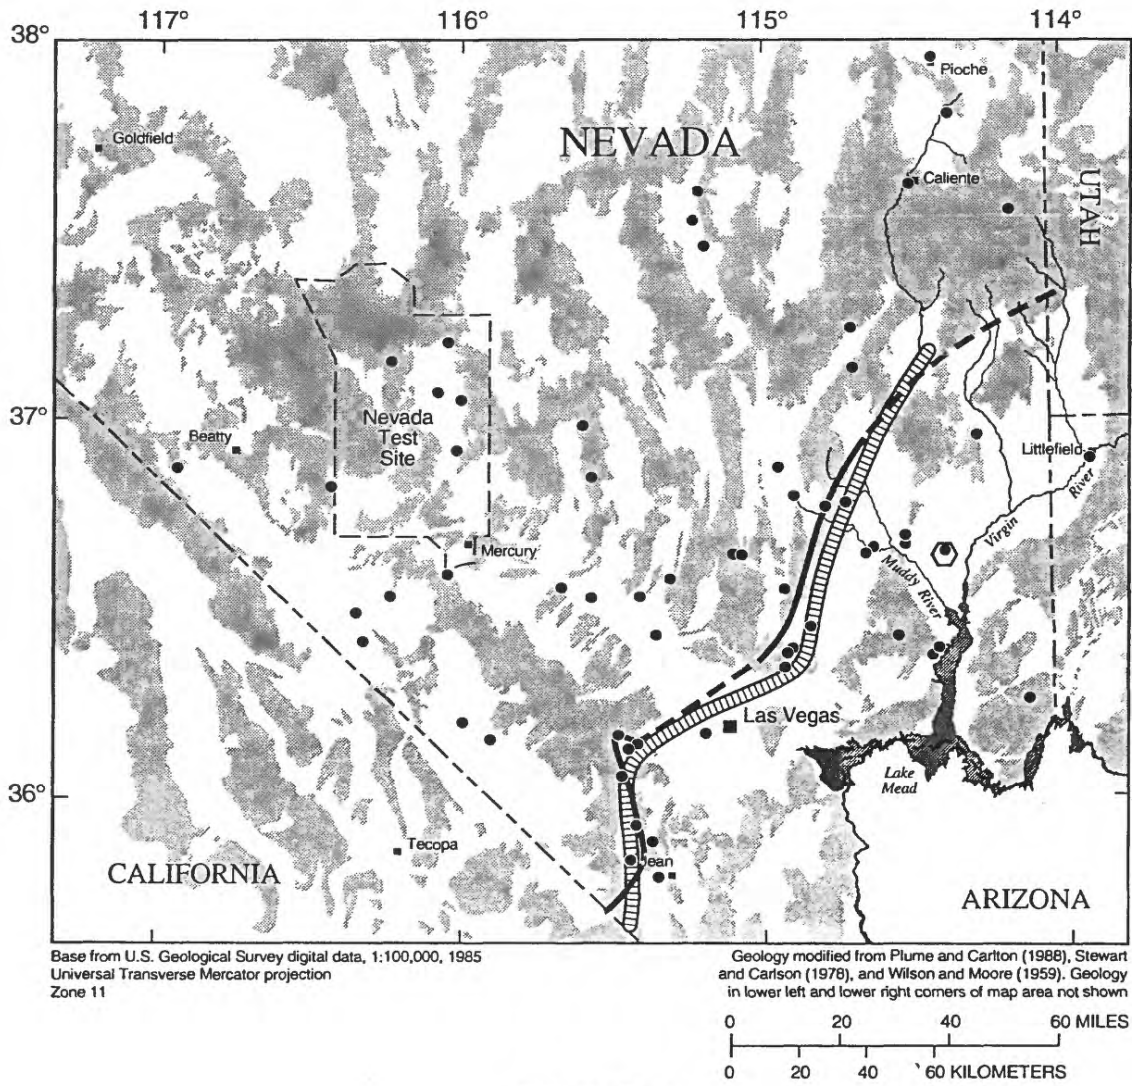 117° 116° 115° 114°
38°
Pioche
Goldfield
NEVADA
Caliente
UTAH
37°
Beatty
Nevada
Test
Site
Littlefield
River
Virgin
Mercury
Muddy
River
Las Vegas
36°
Lake
Mead
Tecopa
Jean
CALIFORNIA
ARIZONA
Base from U.S. Geological Survey digital data, 1:100,000, 1985
Universal Transverse Mercator projection
Zone 11
Geology modified from Plume and Carlton (1988), Stewart
and Carlson (1978), and Wilson and Moore (1959). Geology
in lower left and lower right corners of map area not shown
0 20 40 60 MILES
0 20 40 60 KILOMETERS